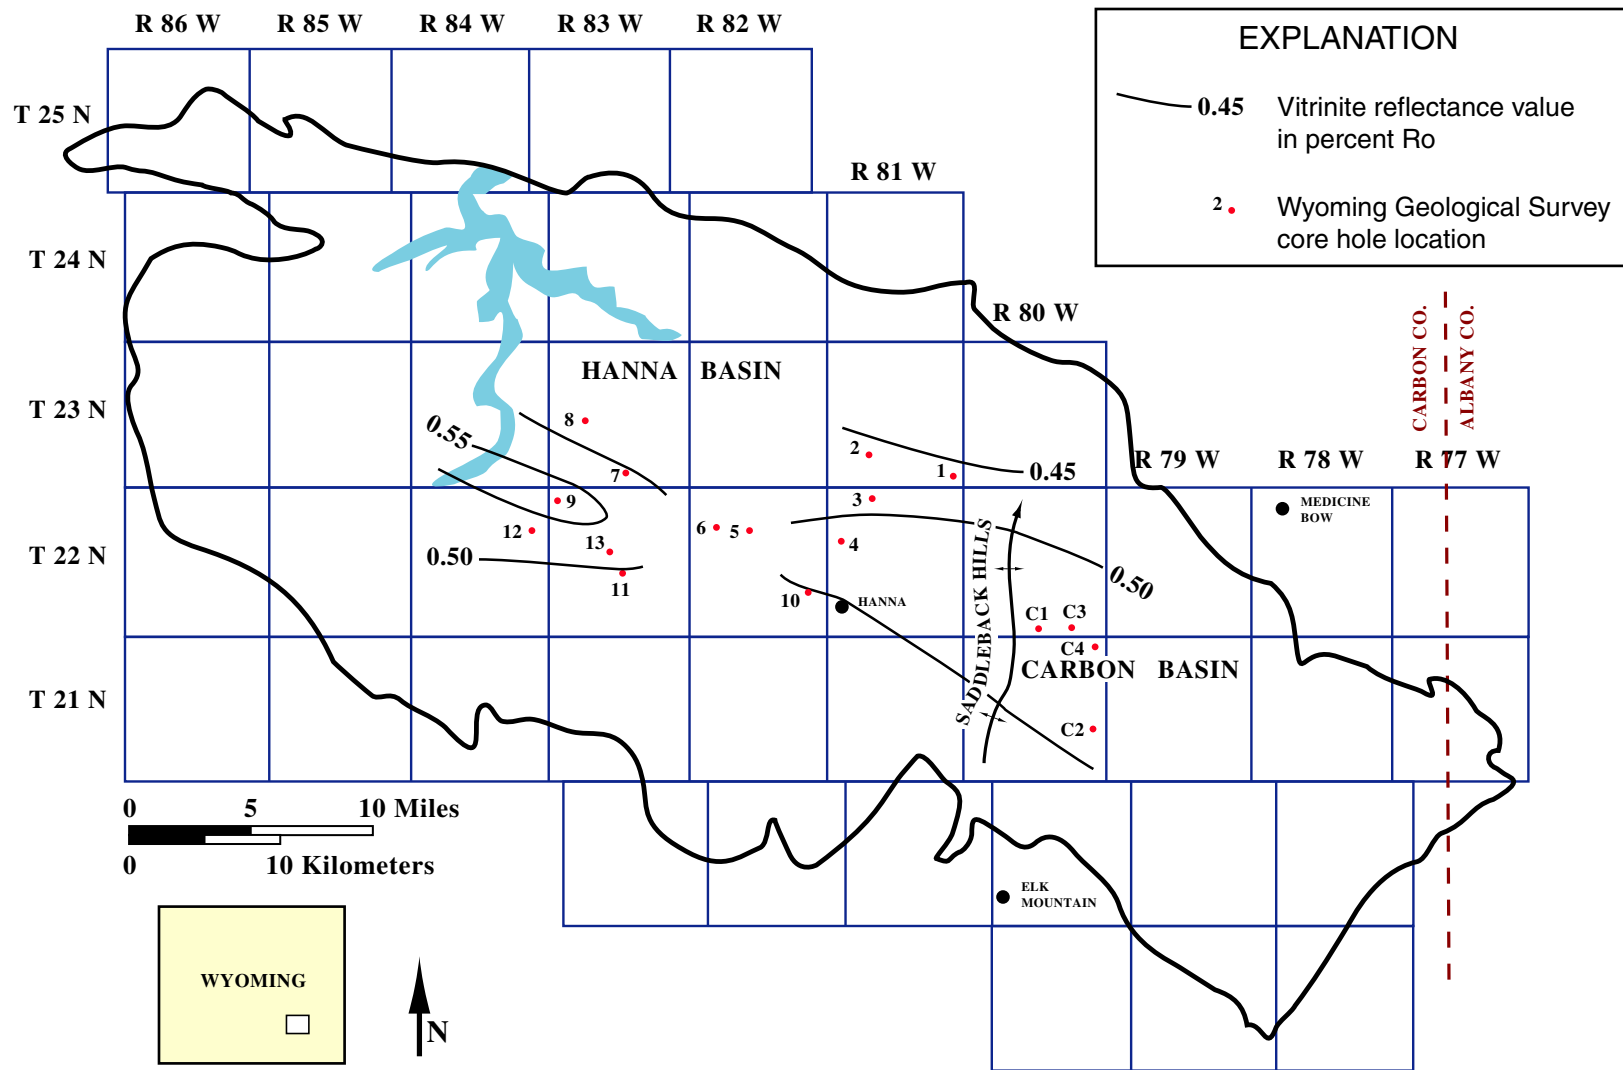 R 86 W
R 85 W
R 84 W
R 83 W
R 82 W
EXPLANATION
0.45
Vitrinite reflectance value
in percent Ro
2
Wyoming Geological Survey
core hole location
T 25 N
R 81 W
T 24 N
R 80 W
CARBON CO.
ALBANY CO.
HANNA BASIN
T 23 N
8
0.55
2
7
1
0.45
R 79 W
R 78 W
R 77 W
9
3
MEDICINE
BOW
12
6
5
4
13
T 22 N
0.50
11
0.50
SADDLEBACK HILLS
10
HANNA
C1
C3
C4
CARBON BASIN
T 21 N
C2
0
5
10 Miles
0
10 Kilometers
ELK
MOUNTAIN
WYOMING
N